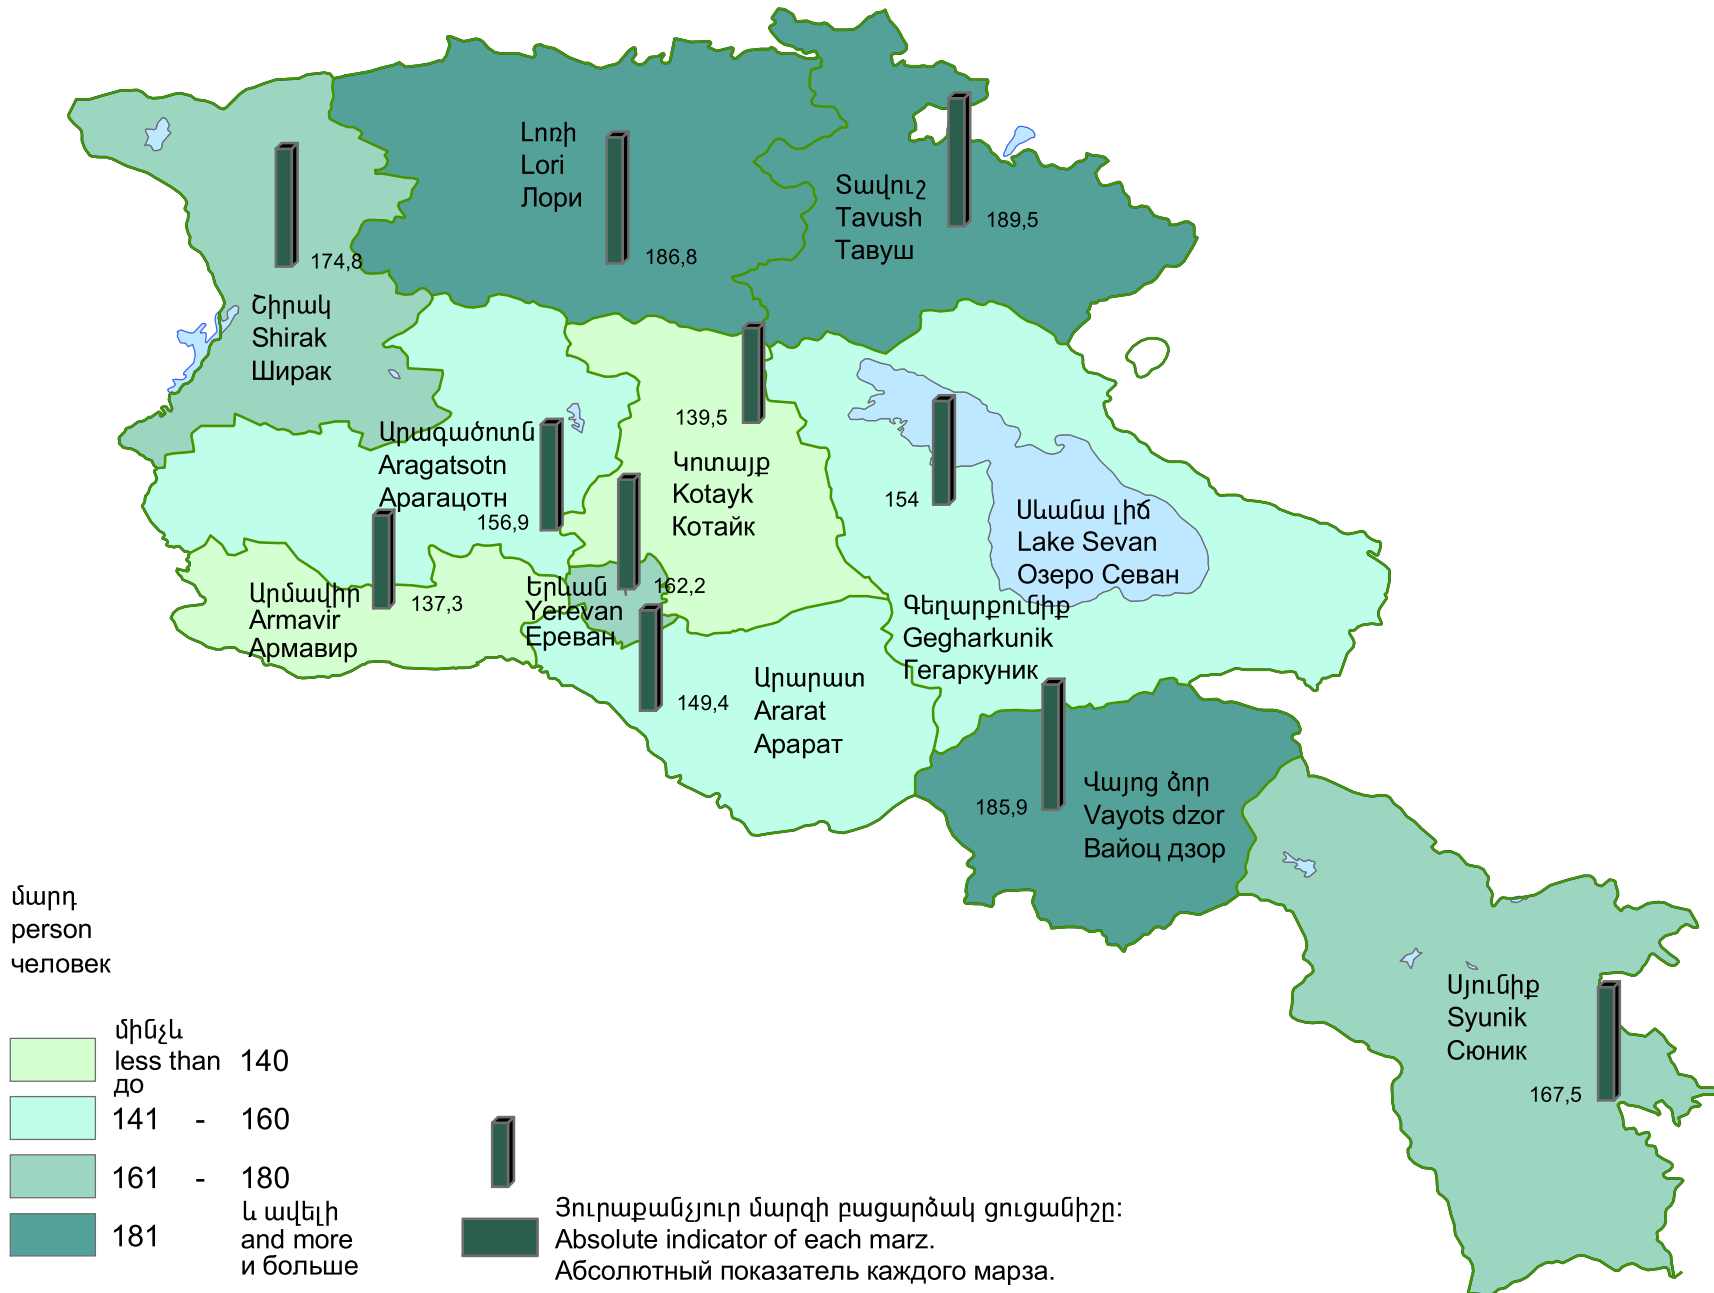 Լոռի
Lori
Лори
186,8
Տավուշ
Tavush
Тавуш
189,5
174,8
Շիրակ
Shirak
Ширак
139,5
Կոտայք
Kotayk
Котайк
Արագածոտն
Aragatsotn
Арагацотн
156,9
154
Սևանա լիճ
Lake Sevan
Озеро Севан
Գեղարքունիք
Gegharkunik
Гегаркуник
Արմավիր
Armavir
Армавир
137,3
Երևան
Yerevan
Ереван
162,2
149,4
Արարատ
Ararat
Арарат
185,9
Վայոց ձոր
Vayots dzor
Вайоц дзор
Սյունիք
Syunik
Сюник
167,5
մարդ
person
человек
մինչև
less than 140
до
141 - 160
161 - 180
181 և ավելի
and more
и больше
Յուրաքանչյուր մարզի բացարձակ ցուցանիշը:
Absolute indicator of each marz.
Абсолютный показатель каждого марза.